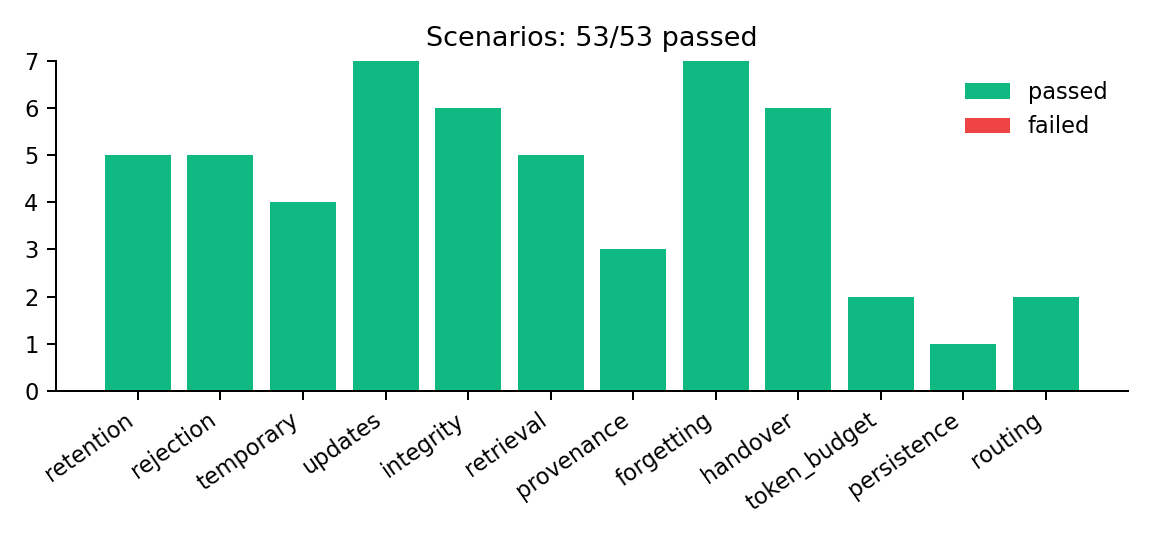 Scenarios: 53/53 passed
7
6
5
4
3
2
1
0
passed
failed
retention
rejection
temporary
updates
integrity
retrieval
provenance
forgetting
handover
token_budget
persistence
routing